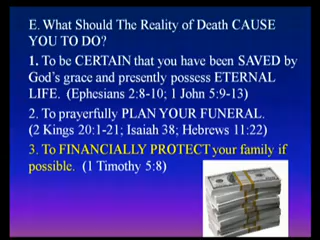 E. What Should The Reality of Death CAUSE
YOU TO DO?
1. To be CERTAIN that you have been SAVED by
God's grace and presently possess ETERNAL
LIFE. (Ephesians 2:8-10; 1 John 5:9-13)
2. To prayerfully PLAN YOUR FUNERAL.
(2 Kings 20:1-21; Isaiah 38; Hebrews 11:22)
3. To FINANCIALLY PROTECT your family if
possible. (1 Timothy 5:8)